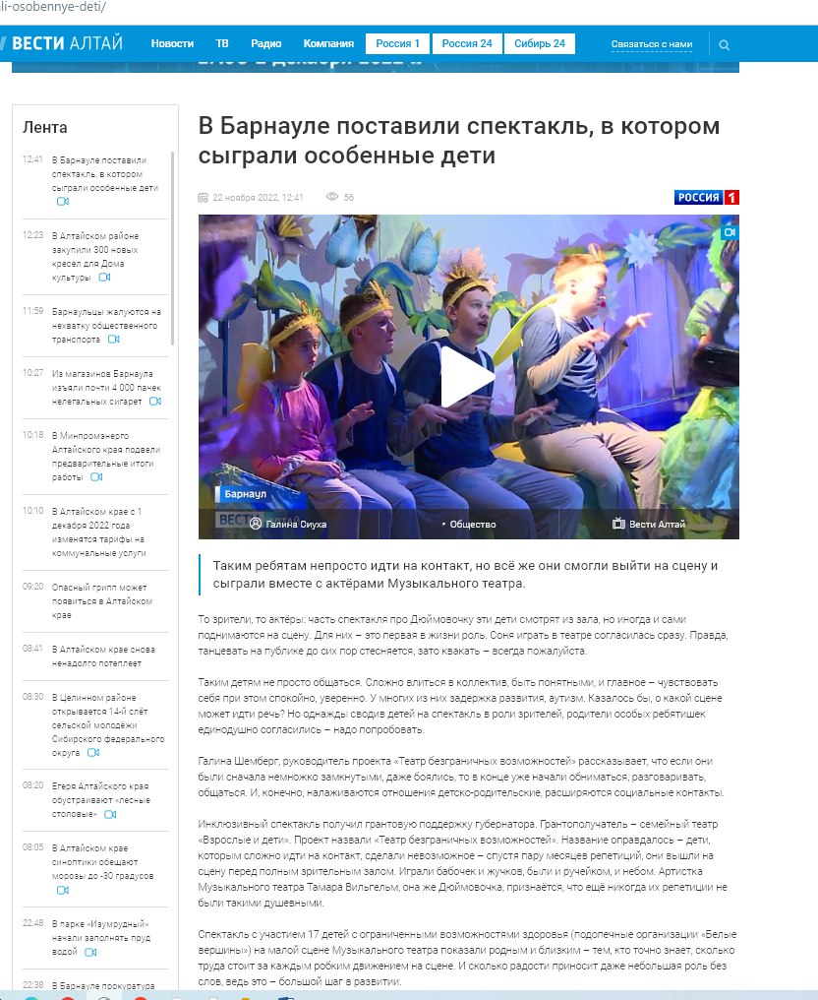 li-osobennye-deti/
ВЕСТИ АЛТАЙ
Новости ТВ Радио Компания Россия 1 Россия 24 Сибирь 24 Связаться с нами
Лента
12:41 В Барнауле поставили
спектакль, в котором
сыграли особенные дети
12:23 В Алтайском районе
закупили 300 новых
кресел для Дома
культуры
11:59 Барнаульцы жалуются на
нехватку общественного
транспорта
10:27 Из магазинов Барнаула
изъяли почти 4 000 пачек
нелегальных сигарет
10:18 В Минпромэнерго
Алтайского края подвели
предварительные итоги
работы
10:10 В Алтайском крае с 1
декабря 2022 года
изменятся тарифы на
коммунальные услуги
09:20 Опасный грипп может
появиться в Алтайском
крае
08:41 В Алтайском крае снова
ненадолго потеплеет
08:30 В Целинном районе
открывается 14-й слёт
сельской молодёжи
Сибирского федерального
округа
08:20 Егеря Алтайского края
обустраивают «лесные
столовые»
08:05 В Алтайском крае
синоптики обещают
морозы до -30 градусов
22:48 В парке «Изумрудный»
начали заполнять пруд
водой
22:38 В Барнауле прокуратура
В Барнауле поставили спектакль, в котором
сыграли особенные дети
22 ноября 2022, 12:41 56
РОССИЯ 1
Барнаул
ВЕСТИ АЛТАЙ
Галина Сиуха • Общество Вести Алтай
Таким ребятам непросто идти на контакт, но всё же они смогли выйти на сцену и
сыграли вместе с актёрами Музыкального театра.
То зрители, то актёры: часть спектакля про Дюймовочку эти дети смотрят из зала, но иногда и сами
поднимаются на сцену. Для них – это первая в жизни роль. Соня играть в театре согласилась сразу. Правда,
танцевать на публике до сих пор стесняется, зато квакать – всегда пожалуйста.
Таким детям не просто общаться. Сложно влиться в коллектив, быть понятными, и главное – чувствовать
себя при этом спокойно, уверенно. У многих из них задержка развития, аутизм. Казалось бы, о какой сцене
может идти речь? Но однажды сводив детей на спектакль в роли зрителей, родители особых ребятишек
единодушно согласились – надо попробовать.
Галина Шемберг, руководитель проекта «Театр безграничных возможностей» рассказывает, что если они
были сначала немножко замкнутыми, даже боялись, то в конце уже начали обниматься, разговаривать,
общаться. И, конечно, налаживаются отношения детско-родительские, расширяются социальные контакты.
Инклюзивный спектакль получил грантовую поддержку губернатора. Грантополучатель – семейный театр
«Взрослые и дети». Проект назвали «Театр безграничных возможностей». Название оправдалось – дети,
которым сложно идти на контакт, сделали невозможное – спустя пару месяцев репетиций, они вышли на
сцену перед полным зрительным залом. Играли бабочек и жучков, были и ручейком, и небом. Артистка
Музыкального театра Тамара Вильгельм, она же Дюймовочка, признаётся, что ещё никогда их репетиции не
были такими душевными.
Спектакль с участием 17 детей с ограниченными возможностями здоровья (подопечные организации «Белые
вершины») на малой сцене Музыкального театра показали родным и близким – тем, кто точно знает, сколько
труда стоит за каждым робким движением на сцене. И сколько радости приносит даже небольшая роль без
слов, ведь это – большой шаг в развитии.